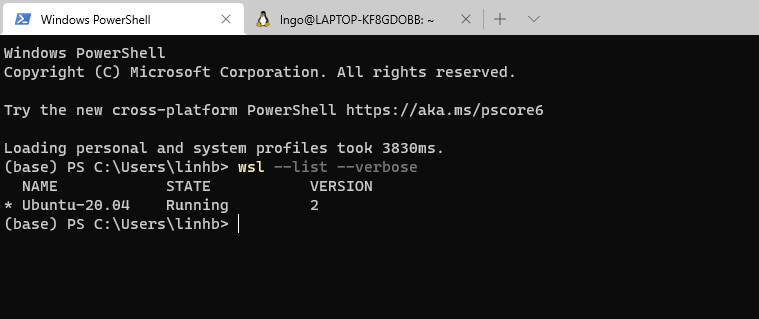 Windows PowerShell
lngo@LAPTOP-KF8GDOBB: ~
Windows PowerShell
Copyright (C) Microsoft Corporation. All rights reserved.
Try the new cross-platform PowerShell https://aka.ms/pscore6
Loading personal and system profiles took 3830ms.
(base) PS C:\Users\linhb> wsl --list --verbose
NAME STATE VERSION
* Ubuntu-20.04 Running 2
(base) PS C:\Users\linhb>